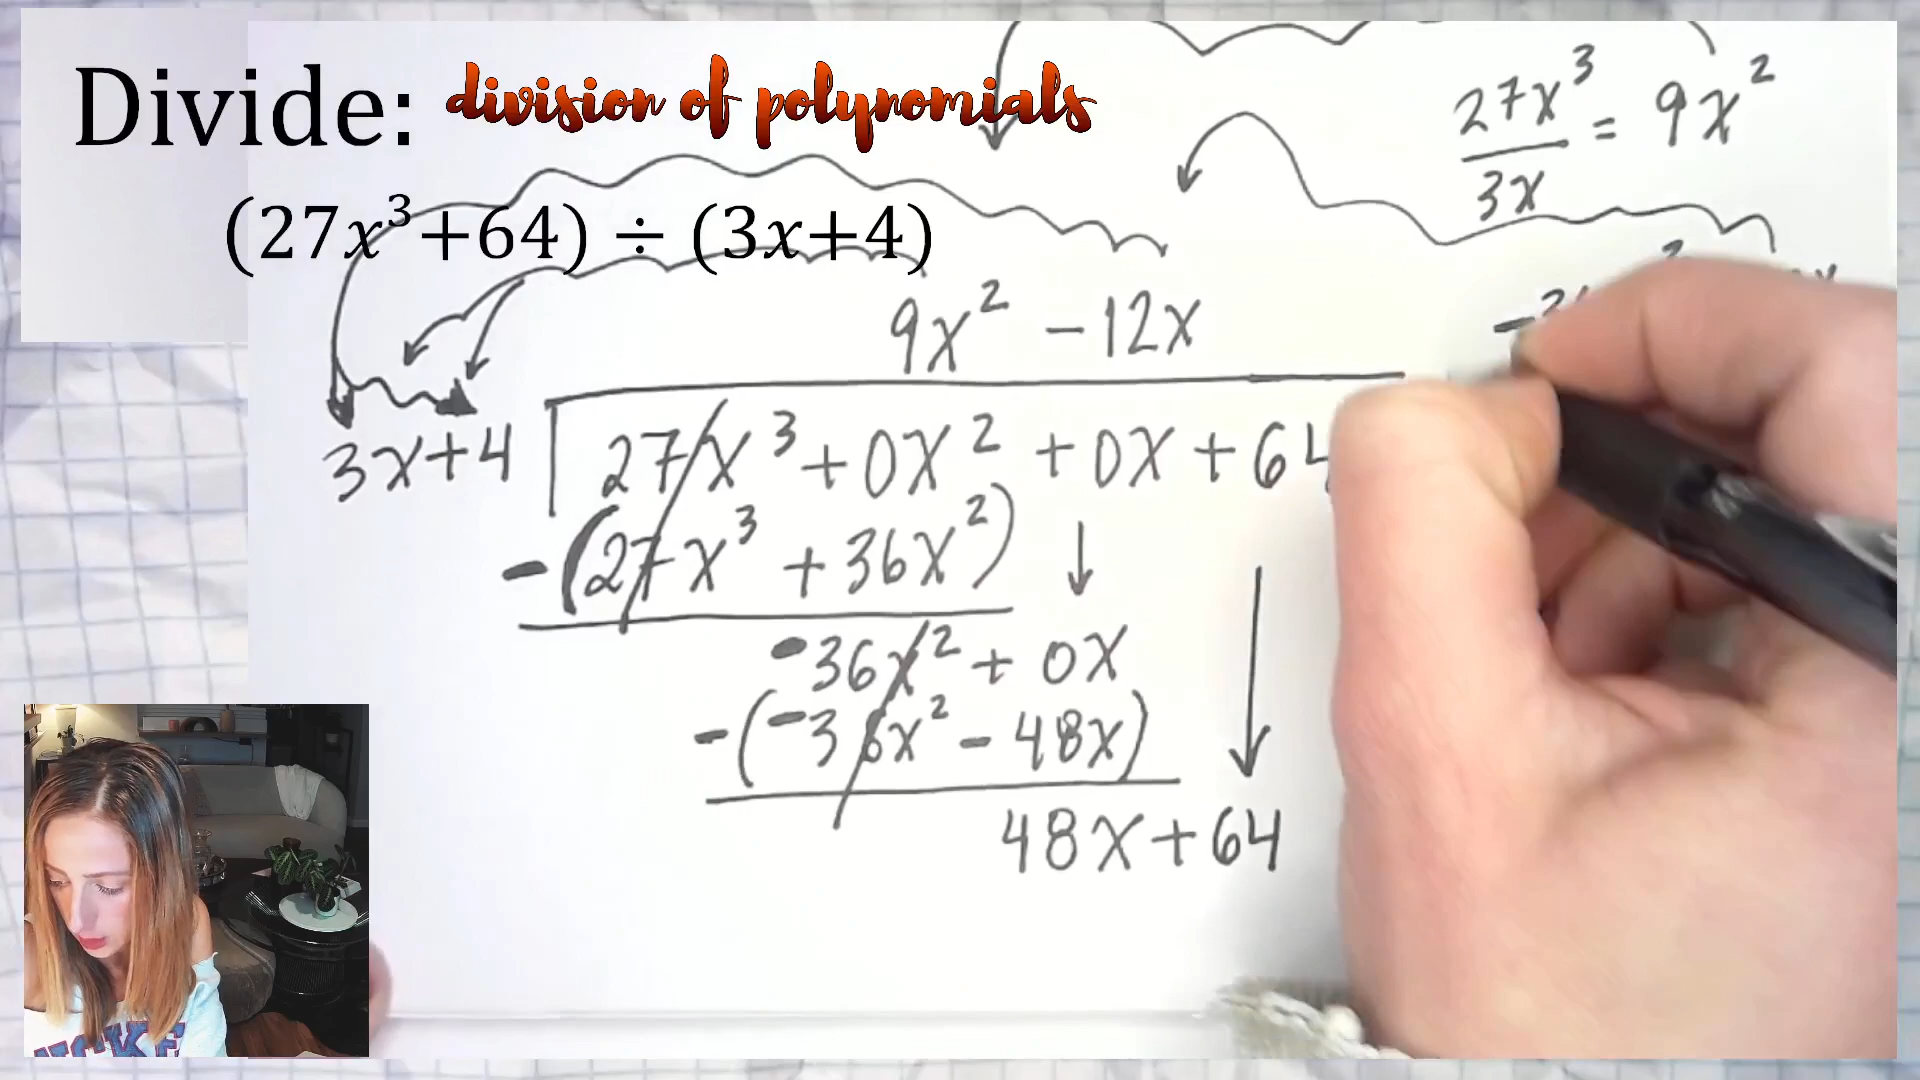 Divide: division of polynomials
(27x³+64) ÷ (3x+4)
27x³ / 3x = 9x²
9x² - 12x
3x+4 27x³ + 0x² + 0x + 64
-(27x³ + 36x²)
-36x² + 0x
-(-36x² - 48x)
48x + 64